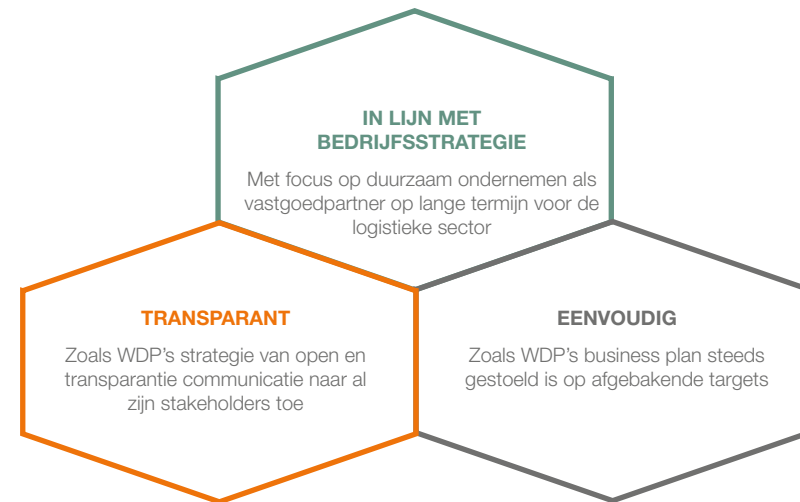 IN LIJN MET
BEDRIJFSSTRATEGIE
Met focus op duurzaam ondernemen als
vastgoedpartner op lange termijn voor de
logistieke sector
TRANSPARANT
Zoals WDP's strategie van open en
transparantie communicatie naar al
zijn stakeholders toe
EENVOUDIG
Zoals WDP's business plan steeds
gestoeld is op afgebakende targets